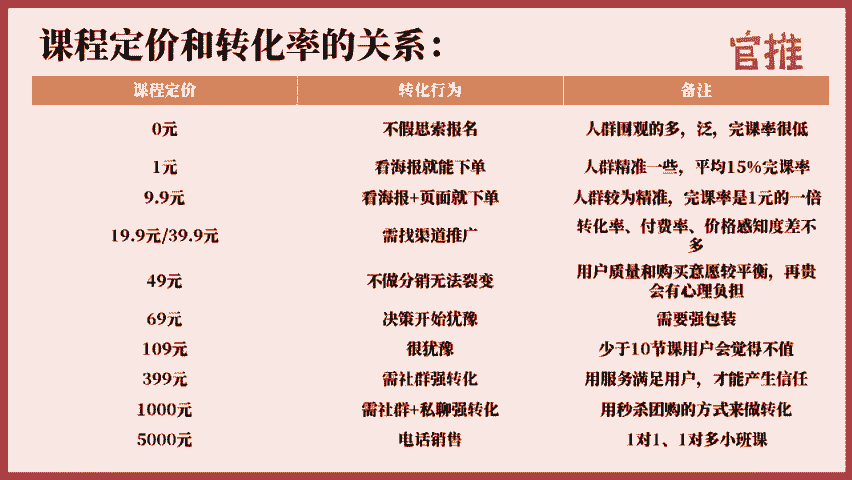 课程定价和转化率的关系：
官推
课程定价 转化行为 备注
0元 不假思索报名 人群围观的多，泛，完课率很低
1元 看海报就能下单 人群精准一些，平均15%完课率
9.9元 看海报+页面就下单 人群较为精准，完课率是1元的一倍
19.9元/39.9元 需找渠道推广 转化率、付费率、价格感知度差不
多
49元 不做分销无法裂变 用户质量和购买意愿较平衡，再贵
会有心理负担
69元 决策开始犹豫 需要强包装
109元 很犹豫 少于10节课用户会觉得不值
399元 需社群强转化 用服务满足用户，才能产生信任
1000元 需社群+私聊强转化 用秒杀团购的方式来做转化
5000元 电话销售 1对1、1对多小班课